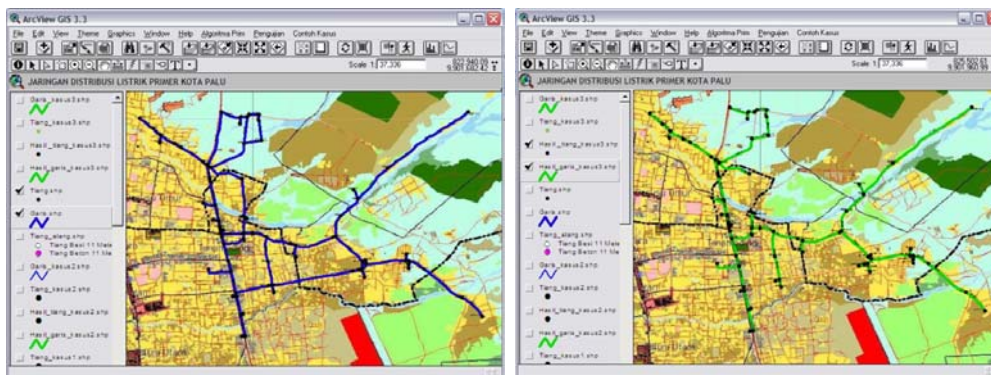 ArcView GIS 3.3
File Edit View Theme Graphics Window Help Algoritma Prim Pengujian Contoh Kasus
Scale 1: 37,336
JARINGAN DISTRIBUSI LISTRIK PRIMER KOTA PALU
Garis_kasus3.shp
Tiang_kasus3.shp
Hasil_tiang_kasus3.shp
Hasil_garis_kasus3.shp
Tiang.shp
Garis.shp
Tiang_elang.shp
Tiang Besi 11 Mete
Tiang Beton 11 Me
Garis_kasus2.shp
Tiang_kasus2.shp
Hasil_tiang_kasus2.shp
Hasil_garis_kasus2.shp
Tiang_kasus1.shp
ArcView GIS 3.3
File Edit View Theme Graphics Window Help Algoritma Prim Pengujian Contoh Kasus
Scale 1: 37,336
JARINGAN DISTRIBUSI LISTRIK PRIMER KOTA PALU
Garis_kasus3.shp
Tiang_kasus3.shp
Hasil_tiang_kasus3.shp
Hasil_garis_kasus3.shp
Tiang.shp
Garis.shp
Tiang_elang.shp
Tiang Besi 11 Mete
Tiang Beton 11 Me
Garis_kasus2.shp
Tiang_kasus2.shp
Hasil_tiang_kasus2.shp
Hasil_garis_kasus2.shp
Tiang_kasus1.shp